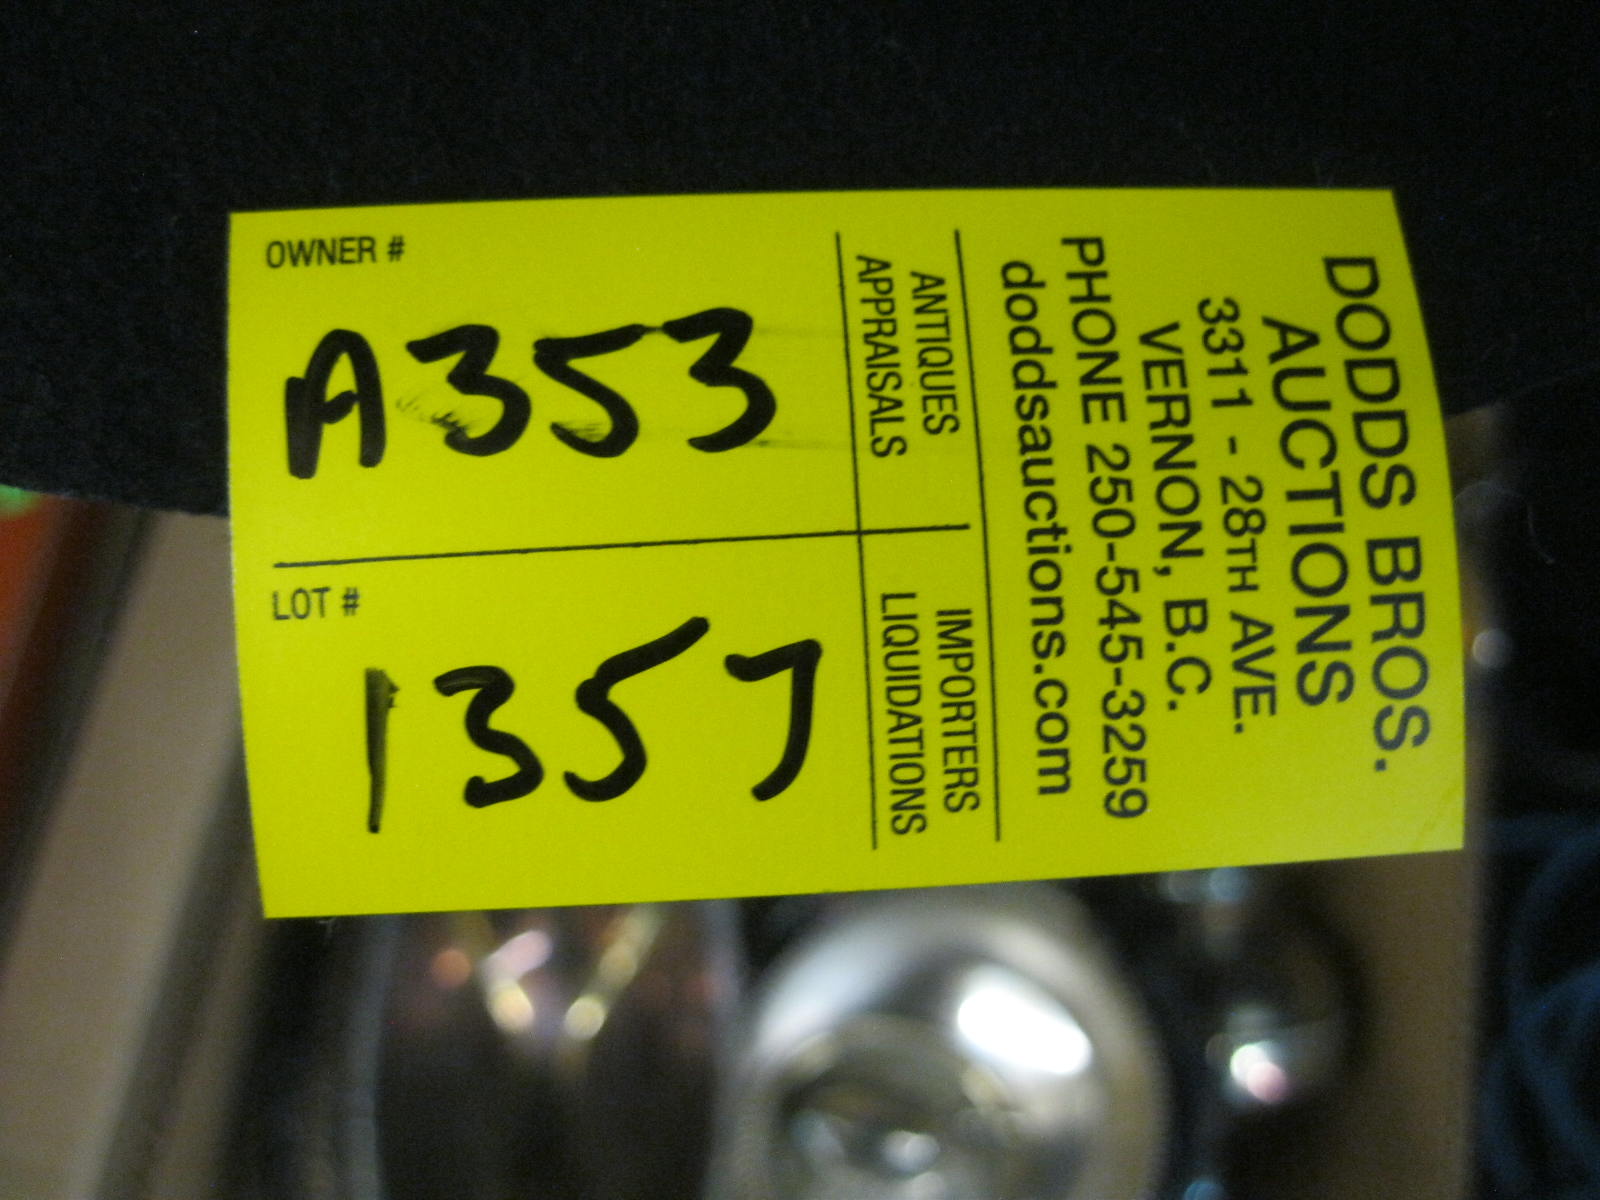 DODDS BROS.
AUCTIONS
3311 - 28TH AVE.
VERNON, B.C.
PHONE 250-545-3259
doddsauctions.com
ANTIQUES
APPRAISALS
IMPORTERS
LIQUIDATIONS
OWNER #
A353
LOT #
1357